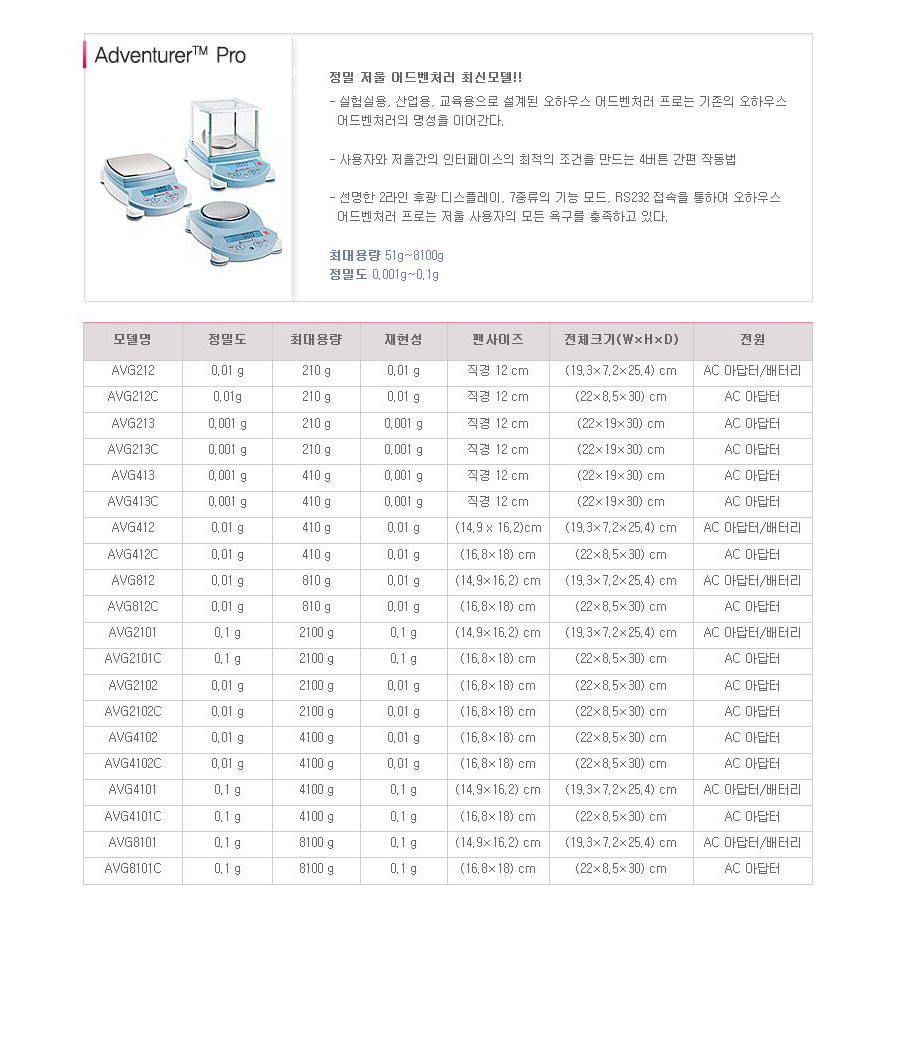 Adventurer™ Pro
정밀 저울 어드벤처러 최신모델!!
- 실험실용, 산업용, 교육용으로 설계된 오하우스 어드벤처러 프로는 기존의 오하우스
어드벤처러의 명성을 이어간다.
- 사용자와 저울간의 인터페이스의 최적의 조건을 만드는 4버튼 간편 작동법
- 선명한 2라인 후광 디스플레이, 7종류의 기능 모드, RS232 접속을 통하여 오하우스
어드벤처러 프로는 저울 사용자의 모든 욕구를 충족하고 있다.
최대용량 51g~8100g
정밀도 0.001g~0.1g
모델명 정밀도 최대용량 재현성 팬사이즈 전체크기(W×H×D) 전원
AVG212 0.01 g 210 g 0.01 g 직경 12 cm (19.3×7.2×25.4) cm AC 아답터/배터리
AVG212C 0.01g 210 g 0.01 g 직경 12 cm (22×8.5×30) cm AC 아답터
AVG213 0.001 g 210 g 0.001 g 직경 12 cm (22×19×30) cm AC 아답터
AVG213C 0.001 g 210 g 0.001 g 직경 12 cm (22×19×30) cm AC 아답터
AVG413 0.001 g 410 g 0.001 g 직경 12 cm (22×19×30) cm AC 아답터
AVG413C 0.001 g 410 g 0.001 g 직경 12 cm (22×19×30) cm AC 아답터
AVG412 0.01 g 410 g 0.01 g (14.9 x 16.2)cm (19.3×7.2×25.4) cm AC 아답터/배터리
AVG412C 0.01 g 410 g 0.01 g (16.8×18) cm (22×8.5×30) cm AC 아답터
AVG812 0.01 g 810 g 0.01 g (14.9×16.2) cm (19.3×7.2×25.4) cm AC 아답터/배터리
AVG812C 0.01 g 810 g 0.01 g (16.8×18) cm (22×8.5×30) cm AC 아답터
AVG2101 0.1 g 2100 g 0.1 g (14.9×16.2) cm (19.3×7.2×25.4) cm AC 아답터/배터리
AVG2101C 0.1 g 2100 g 0.1 g (16.8×18) cm (22×8.5×30) cm AC 아답터
AVG2102 0.01 g 2100 g 0.01 g (16.8×18) cm (22×8.5×30) cm AC 아답터
AVG2102C 0.01 g 2100 g 0.01 g (16.8×18) cm (22×8.5×30) cm AC 아답터
AVG4102 0.01 g 4100 g 0.01 g (16.8×18) cm (22×8.5×30) cm AC 아답터
AVG4102C 0.01 g 4100 g 0.01 g (16.8×18) cm (22×8.5×30) cm AC 아답터
AVG4101 0.1 g 4100 g 0.1 g (14.9×16.2) cm (19.3×7.2×25.4) cm AC 아답터/배터리
AVG4101C 0.1 g 4100 g 0.1 g (16.8×18) cm (22×8.5×30) cm AC 아답터
AVG8101 0.1 g 8100 g 0.1 g (14.9×16.2) cm (19.3×7.2×25.4) cm AC 아답터/배터리
AVG8101C 0.1 g 8100 g 0.1 g (16.8×18) cm (22×8.5×30) cm AC 아답터